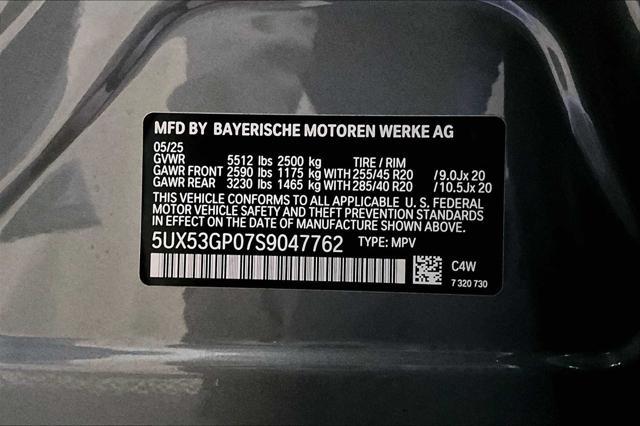 MFD BY BAYERISCHE MOTOREN WERKE AG
05/25
GVWR 5512 lbs 2500 kg TIRE / RIM
GAWR FRONT 2590 lbs 1175 kg WITH 255/45 R20 / 9.0Jx 20
GAWR REAR 3230 lbs 1465 kg WITH 285/40 R20 / 10.5Jx 20
THIS VEHICLE CONFORMS TO ALL APPLICABLE U. S. FEDERAL
MOTOR VEHICLE SAFETY AND THEFT PREVENTION STANDARDS
IN EFFECT ON THE DATE OF MANUFACTURE SHOWN ABOVE.
5UX53GP07S9047762 TYPE: MPV
C4W
7 320 730